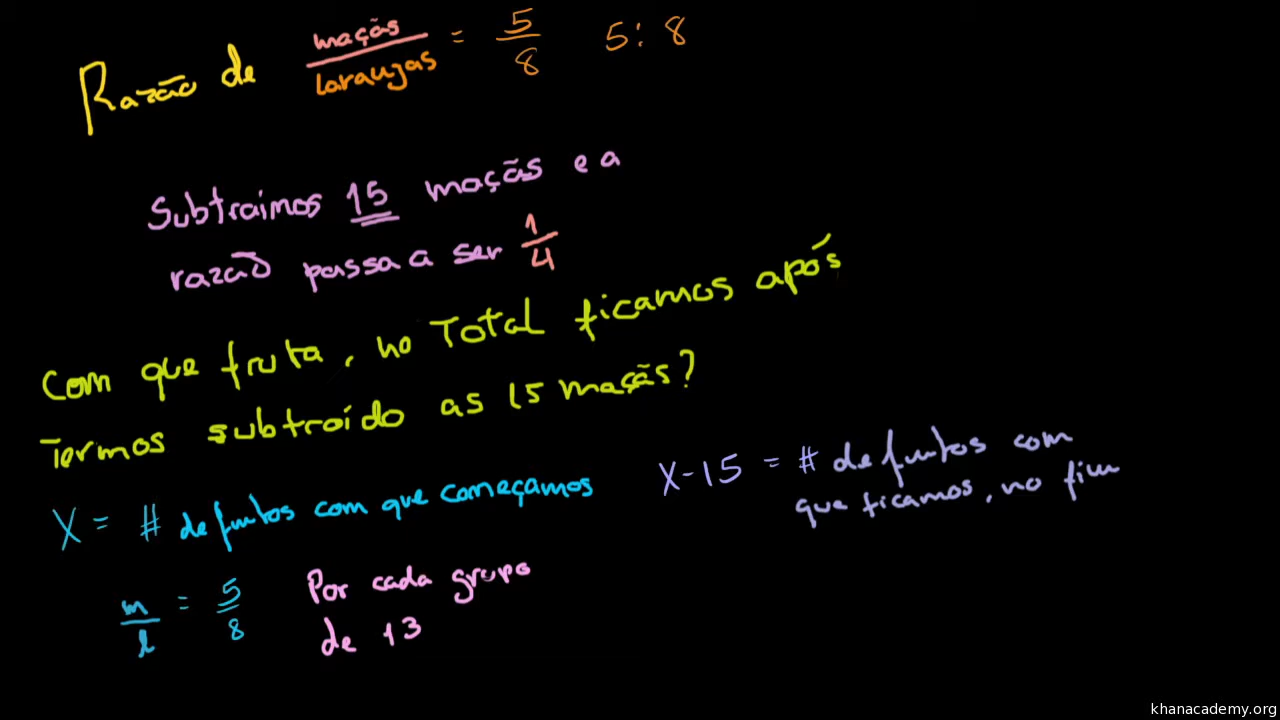 Razão de maçãs/laranjas = 5/8 5:8
Subtraimos 15 maçãs e a
razão passa a ser 1/4
Com que fruta, no Total ficamos após
Termos subtroído as 15 maçãs?
X = # de frutos com que começamos
X-15 = # de frutos com
que ficamos, no fim
m/l = 5/8
Por cada grupo
de 13
khanacademy.org